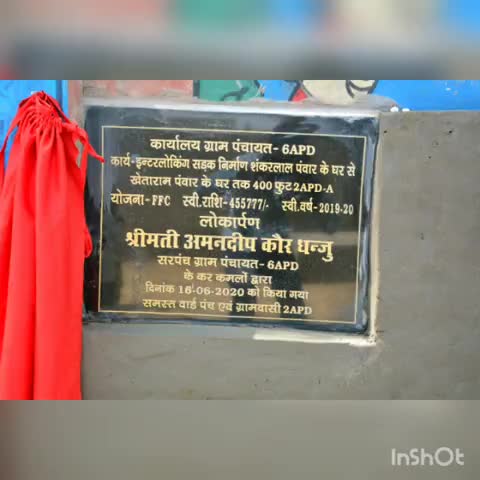 कार्यालय ग्राम पंचायत- 6APD
कार्य-इन्टरलोकिंग सड़क निर्माण शंकरलाल पंवार के घर से
खेताराम पंवार के घर तक 400 फुट 2APD-A
योजना- FFC स्वी.राशि-455777/- स्वी.वर्ष-2019-20
लोकार्पण
श्रीमती अमनदीप कौर धन्जु
सरपंच ग्राम पंचायत- 6APD
के कर कमलों द्वारा
दिनांक 16-06-2020 को किया गया
समस्त वार्ड पंच एवं ग्रामवासी 2APD
InShOt